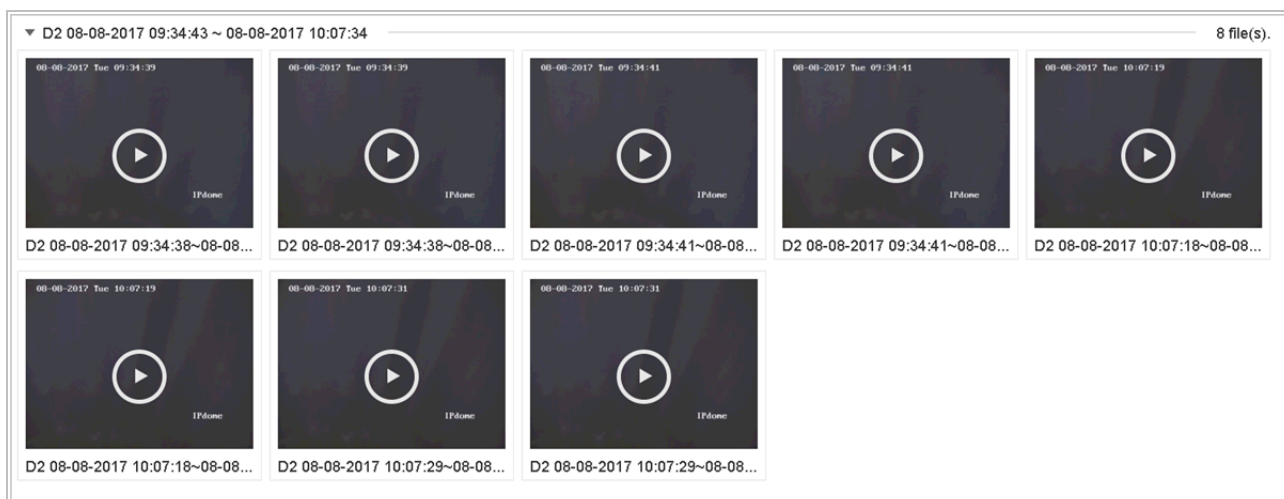 D2 08-08-2017 09:34:43 ~ 08-08-2017 10:07:34 8 file(s).
08-08-2017 Tue 09:34:39
IPdome
D2 08-08-2017 09:34:38~08-08...
08-08-2017 Tue 09:34:39
IPdome
D2 08-08-2017 09:34:38~08-08...
08-08-2017 Tue 09:34:41
IPdome
D2 08-08-2017 09:34:41~08-08...
08-08-2017 Tue 09:34:41
IPdome
D2 08-08-2017 09:34:41~08-08...
08-08-2017 Tue 10:07:19
IPdome
D2 08-08-2017 10:07:18~08-08...
08-08-2017 Tue 10:07:19
IPdome
D2 08-08-2017 10:07:18~08-08...
08-08-2017 Tue 10:07:31
IPdome
D2 08-08-2017 10:07:29~08-08...
08-08-2017 Tue 10:07:31
IPdome
D2 08-08-2017 10:07:29~08-08...